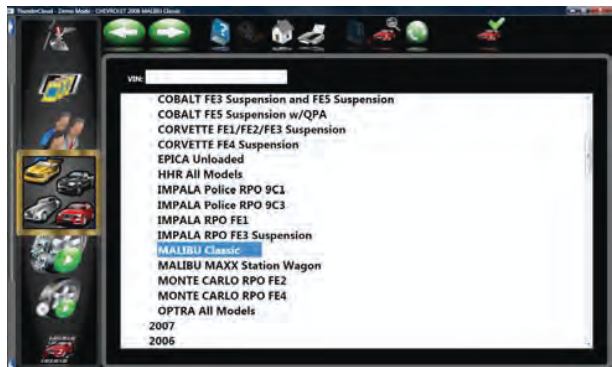 ThunderCloud - Demo Mode - CHEVROLET 2008 MALIBU Classic
VIN:
COBALT FE3 Suspension and FE5 Suspension
COBALT FE5 Suspension w/QPA
CORVETTE FE1/FE2/FE3 Suspension
CORVETTE FE4 Suspension
EPICA Unloaded
HHR All Models
IMPALA Police RPO 9C1
IMPALA Police RPO 9C3
IMPALA RPO FE1
IMPALA RPO FE3 Suspension
MALIBU Classic
MALIBU MAXX Station Wagon
MONTE CARLO RPO FE2
MONTE CARLO RPO FE4
OPTRA All Models
2007
2006